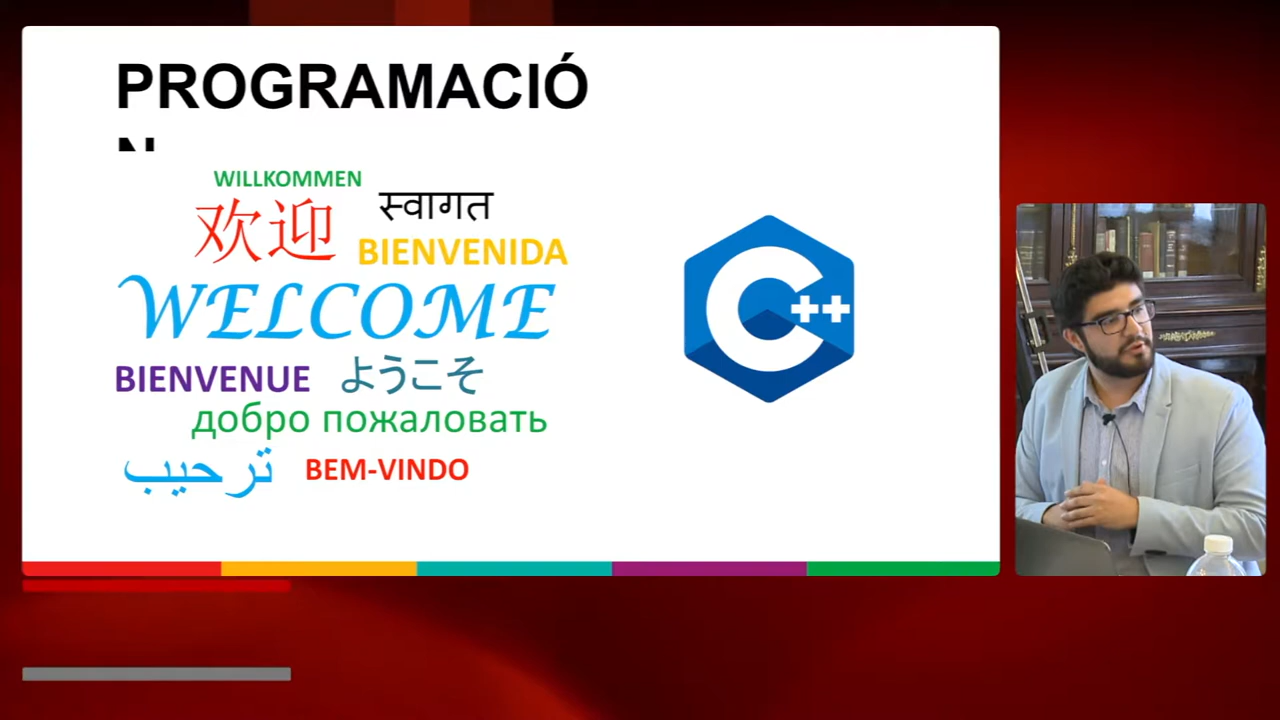 PROGRAMACIÓ
N
WILLKOMMEN
欢迎
स्वागत
BIENVENIDA
WELCOME
BIENVENUE
ようこそ
добро пожаловать
ترحيب
BEM-VINDO
C++